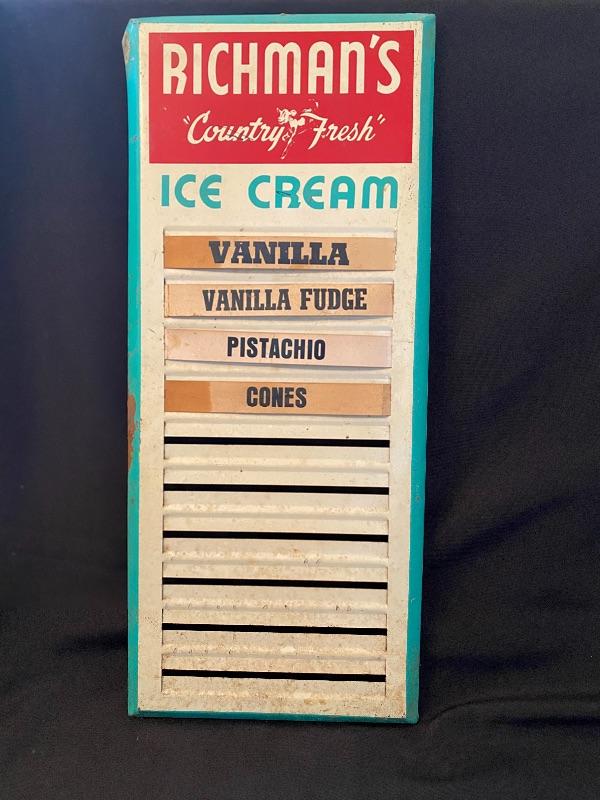 RICHMAN'S
"Country Fresh"
ICE CREAM
VANILLA
VANILLA FUDGE
PISTACHIO
CONES